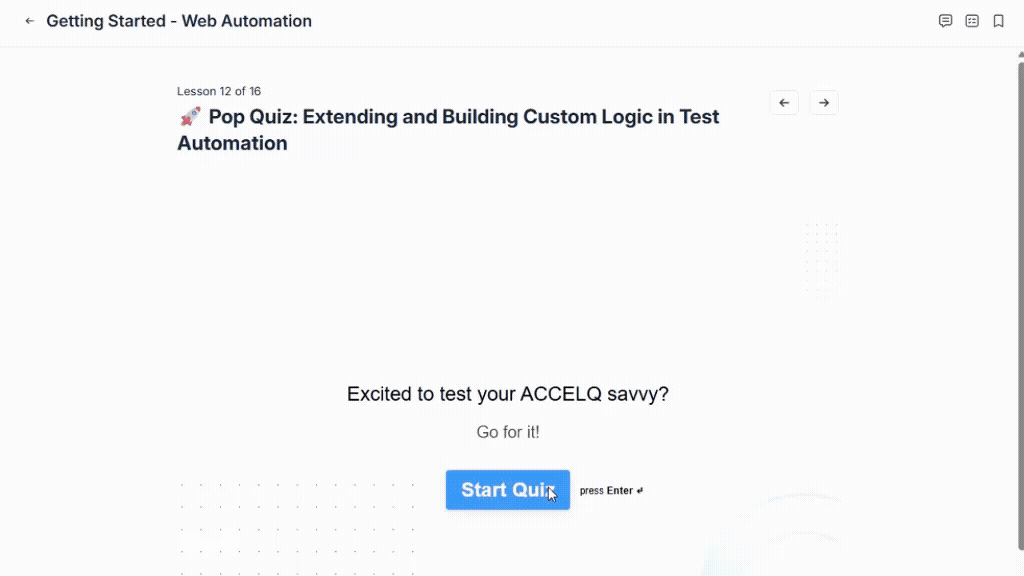 Getting Started - Web Automation
Lesson 12 of 16
🚀 Pop Quiz: Extending and Building Custom Logic in Test
Automation
Excited to test your ACCELQ savvy?
Go for it!
Start Quiz
press Enter ↵